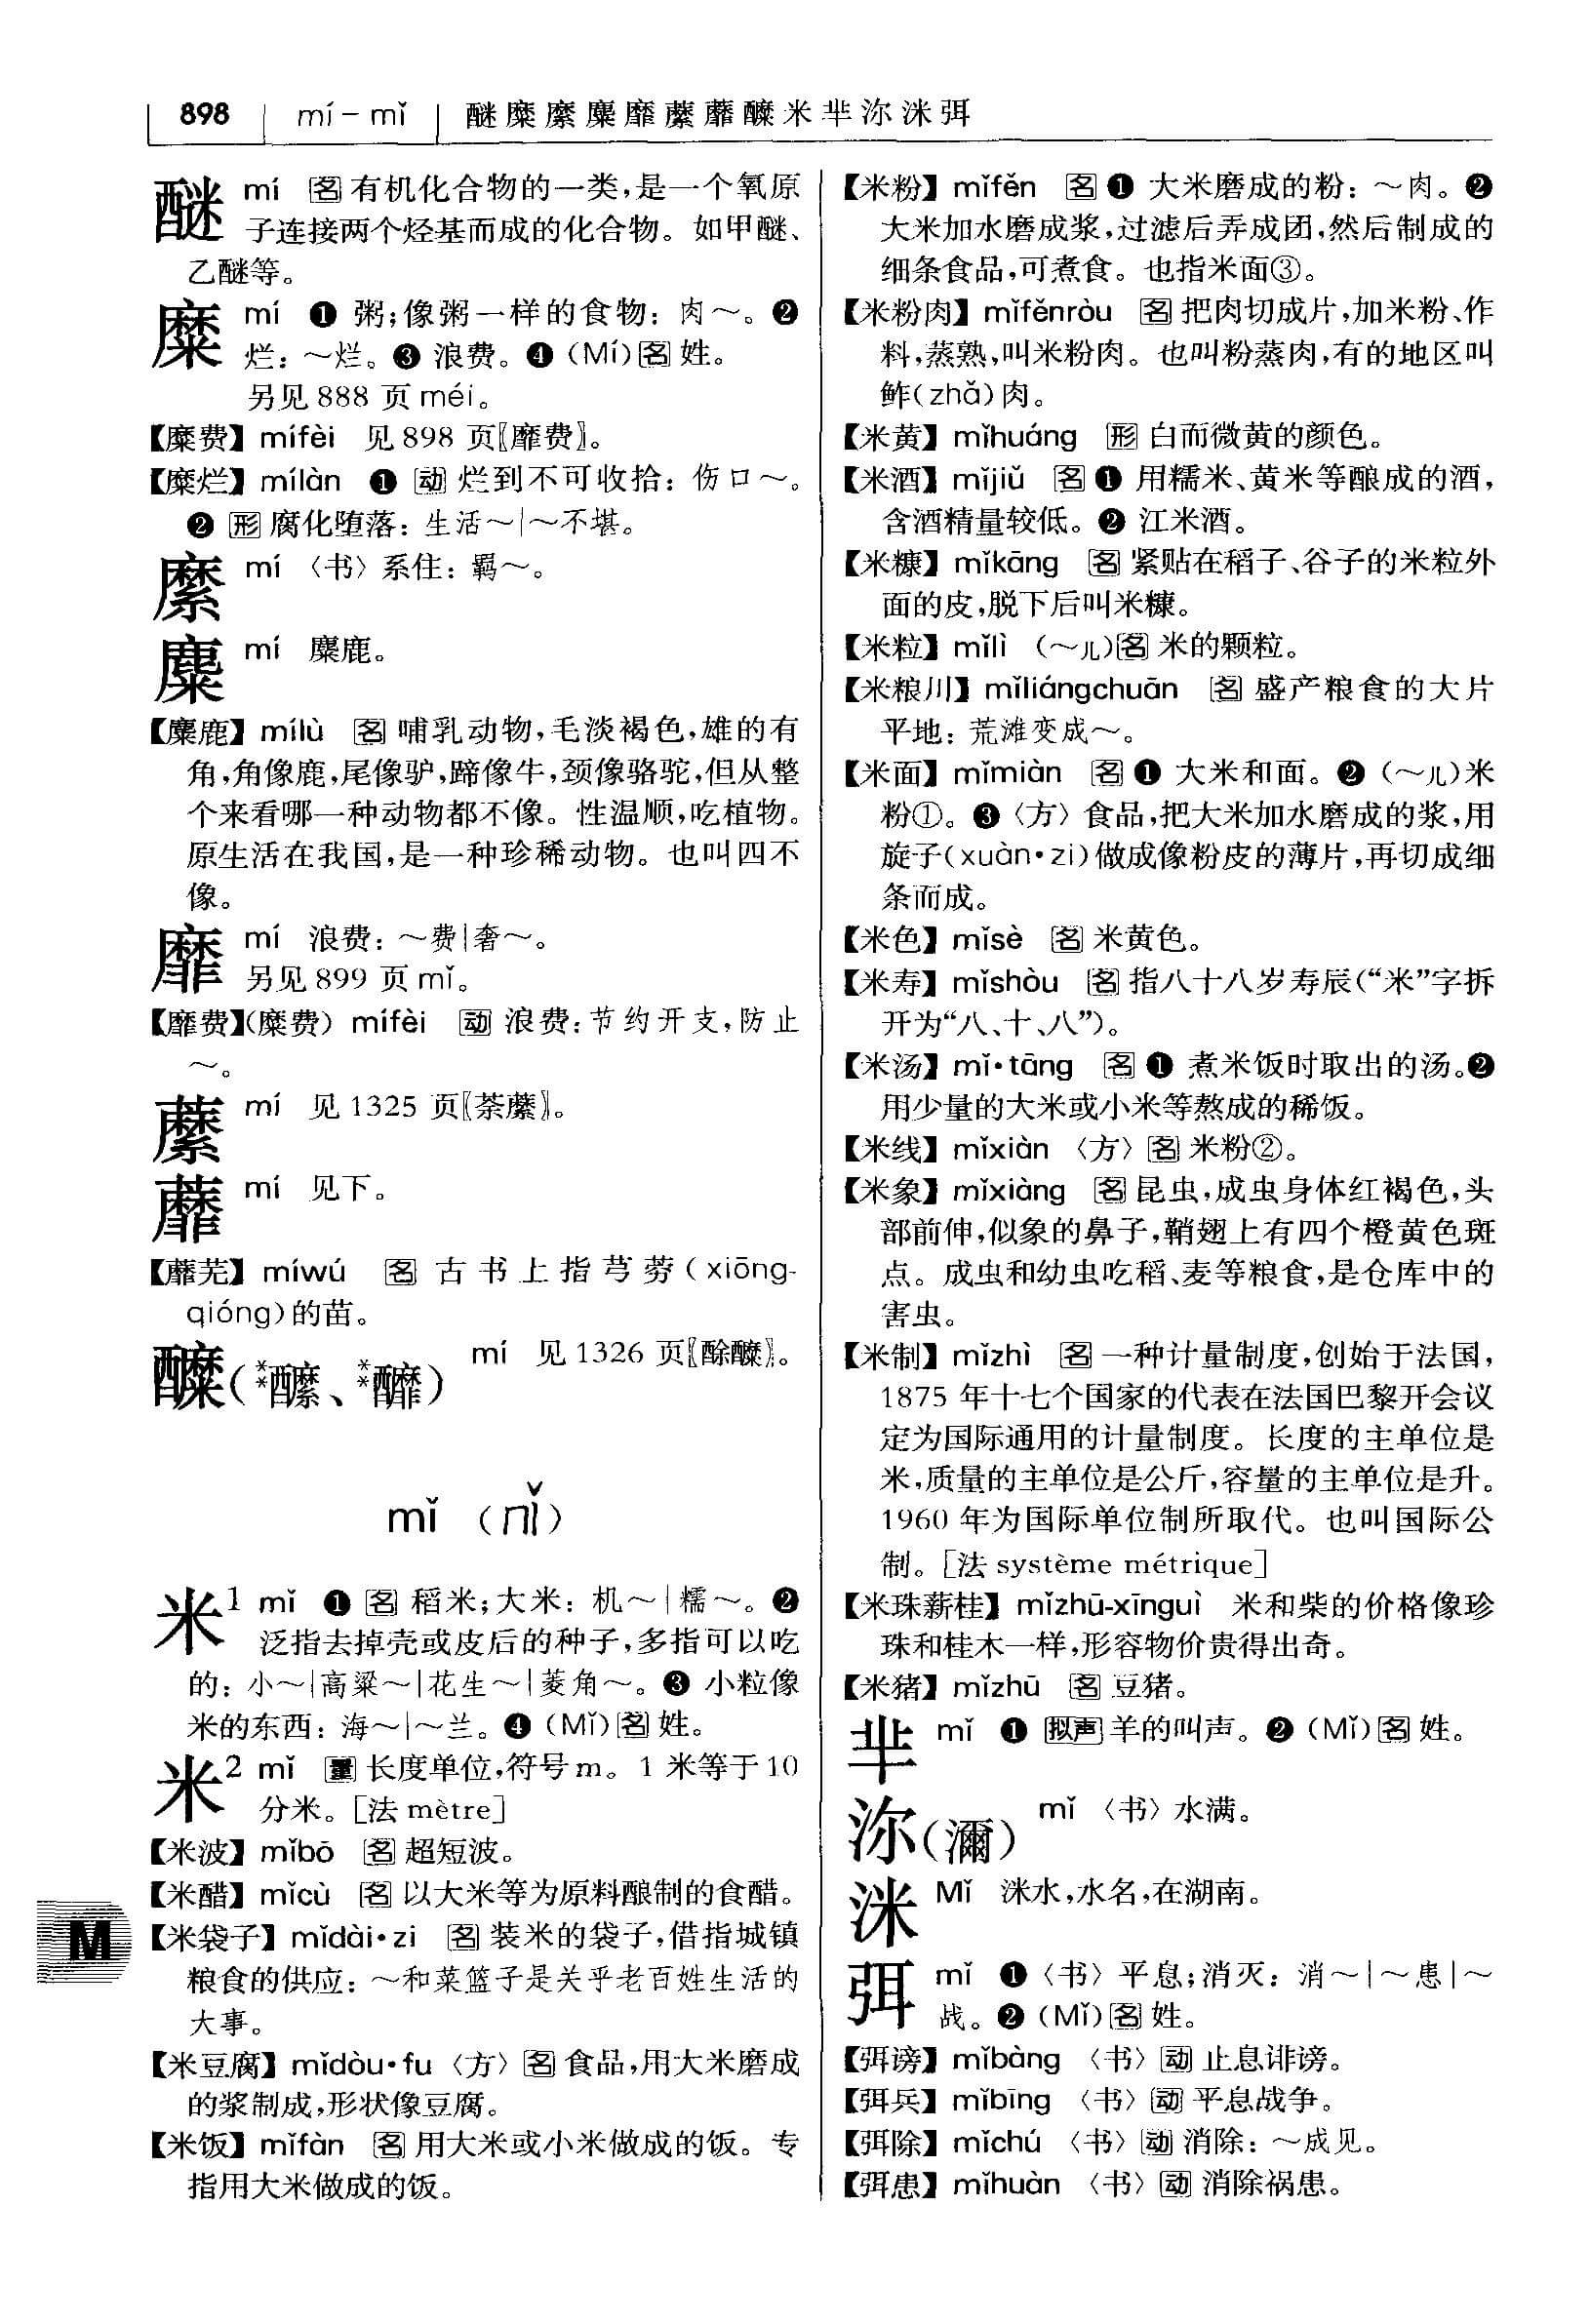 898 mí－mǐ 醚糜縻麋靡蘼蘼醾米芈沵洣弭
醚 mí 名 有机化合物的一类，是一个氧原
子连接两个烃基而成的化合物。如甲醚、
乙醚等。
糜 mí ❶ 粥；像粥一样的食物：肉～。❷
烂：～烂。❸ 浪费。❹（Mí）名 姓。
另见 888 页 méi。
【糜费】mífèi 见 898 页〖靡费〗。
【糜烂】mílàn ❶ 动 烂到不可收拾：伤口～。
❷ 形 腐化堕落：生活～|～不堪。
縻 mí〈书〉系住：羁～。
麋 mí 麋鹿。
【麋鹿】mílù 名 哺乳动物，毛淡褐色，雄的有
角，角像鹿，尾像驴，蹄像牛，颈像骆驼，但从整
个来看哪一种动物都不像。性温顺，吃植物。
原生活在我国，是一种珍稀动物。也叫四不
像。
靡 mí 浪费：～费|奢～。
另见 899 页 mǐ。
【靡费】（糜费）mífèi 动 浪费：节约开支，防止
～。
蘼 mí 见 1325 页〖荼蘼〗。
蘼 mí 见下。
【蘼芜】míwú 名 古书上指芎䓖（xiōng-
qióng）的苗。
醾（**醿、**釄） mí 见 1326 页〖酴醾〗。
mǐ（ㄇㄧˇ）
米¹ mǐ ❶ 名 稻米；大米：机～|糯～。❷
泛指去掉壳或皮后的种子，多指可以吃
的：小～|高粱～|花生～|菱角～。❸ 小粒像
米的东西：海～|～兰。❹（Mǐ）名 姓。
米² mǐ 量 长度单位，符号 m。1 米等于 10
分米。［法 mètre］
【米波】mǐbō 名 超短波。
【米醋】mǐcù 名 以大米等为原料酿制的食醋。
【米袋子】mǐdài·zi 名 装米的袋子，借指城镇
粮食的供应：～和菜篮子是关乎老百姓生活的
大事。
【米豆腐】mǐdòu·fu〈方〉名 食品，用大米磨成
的浆制成，形状像豆腐。
【米饭】mǐfàn 名 用大米或小米做成的饭。专
指用大米做成的饭。
【米粉】mǐfěn 名 ❶ 大米磨成的粉：～肉。❷
大米加水磨成浆，过滤后弄成团，然后制成的
细条食品，可煮食。也指米面③。
【米粉肉】mǐfěnròu 名 把肉切成片，加米粉、作
料，蒸熟，叫米粉肉。也叫粉蒸肉，有的地区叫
鲊（zhǎ）肉。
【米黄】mǐhuáng 形 白而微黄的颜色。
【米酒】mǐjiǔ 名 ❶ 用糯米、黄米等酿成的酒，
含酒精量较低。❷ 江米酒。
【米糠】mǐkāng 名 紧贴在稻子、谷子的米粒外
面的皮，脱下后叫米糠。
【米粒】mǐlì（～儿）名 米的颗粒。
【米粮川】mǐliángchuān 名 盛产粮食的大片
平地：荒滩变成～。
【米面】mǐmiàn 名 ❶ 大米和面。❷（～儿）米
粉①。❸〈方〉食品，把大米加水磨成的浆，用
旋子（xuàn·zi）做成像粉皮的薄片，再切成细
条而成。
【米色】mǐsè 名 米黄色。
【米寿】mǐshòu 名 指八十八岁寿辰（“米”字拆
开为“八、十、八”）。
【米汤】mǐ·tāng 名 ❶ 煮米饭时取出的汤。❷
用少量的大米或小米等熬成的稀饭。
【米线】mǐxiàn〈方〉名 米粉②。
【米象】mǐxiàng 名 昆虫，成虫身体红褐色，头
部前伸，似象的鼻子，鞘翅上有四个橙黄色斑
点。成虫和幼虫吃稻、麦等粮食，是仓库中的
害虫。
【米制】mǐzhì 名 一种计量制度，创始于法国，
1875 年十七个国家的代表在法国巴黎开会议
定为国际通用的计量制度。长度的主单位是
米，质量的主单位是公斤，容量的主单位是升。
1960 年为国际单位制所取代。也叫国际公
制。［法 système métrique］
【米珠薪桂】mǐzhū-xīnguì 米和柴的价格像珍
珠和桂木一样，形容物价贵得出奇。
【米猪】mǐzhū 名 豆猪。
芈 mǐ ❶ 拟声 羊的叫声。❷（Mǐ）名 姓。
沵（濔） mǐ〈书〉水满。
洣 Mǐ 洣水，水名，在湖南。
弭 mǐ ❶〈书〉平息；消灭：消～|～患|～
战。❷（Mǐ）名 姓。
【弭谤】mǐbàng〈书〉动 止息诽谤。
【弭兵】mǐbīng〈书〉动 平息战争。
【弭除】mǐchú〈书〉动 消除：～成见。
【弭患】mǐhuàn〈书〉动 消除祸患。
M